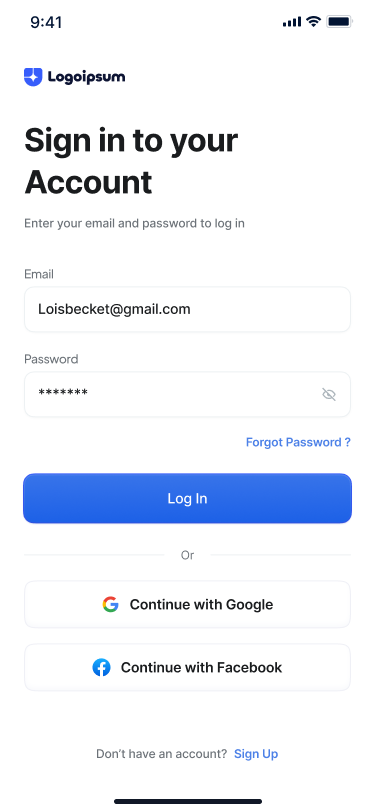 9:41
Logoipsum
Sign in to your
Account
Enter your email and password to log in
Email
Loisbecket@gmail.com
Password
*******
Forgot Password ?
Log In
Or
Continue with Google
Continue with Facebook
Don't have an account? Sign Up